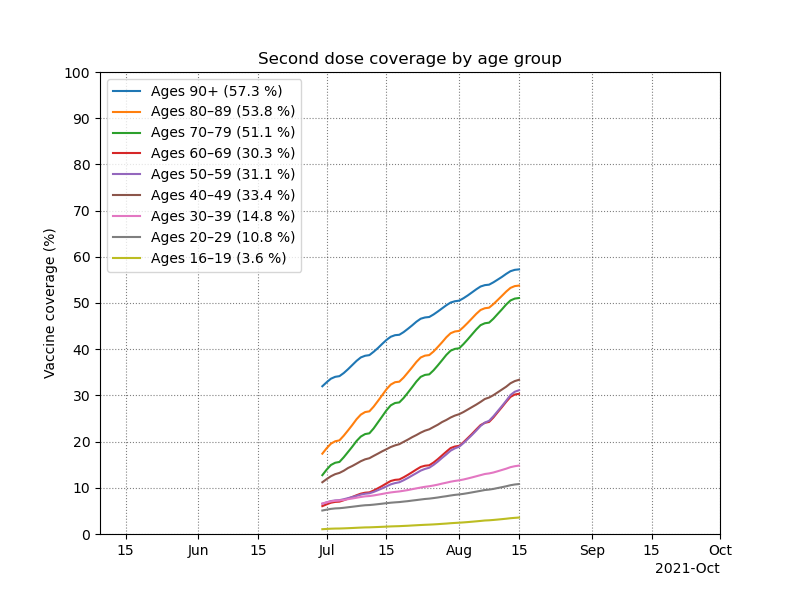 Second dose coverage by age group
Vaccine coverage (%)
100
90
80
70
60
50
40
30
20
10
0
Ages 90+ (57.3 %)
Ages 80–89 (53.8 %)
Ages 70–79 (51.1 %)
Ages 60–69 (30.3 %)
Ages 50–59 (31.1 %)
Ages 40–49 (33.4 %)
Ages 30–39 (14.8 %)
Ages 20–29 (10.8 %)
Ages 16–19 (3.6 %)
15 Jun 15 Jul 15 Aug 15 Sep 15 Oct
2021-Oct